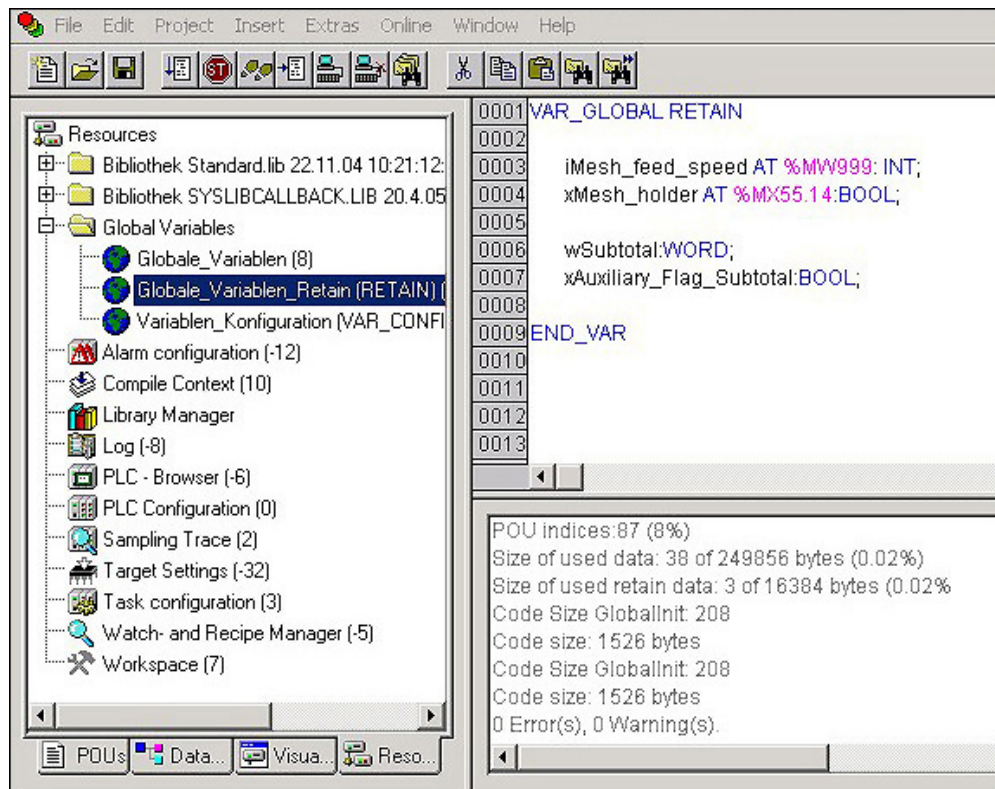 File Edit Project Insert Extras Online Window Help
ST
Resources
Bibliothek Standard.lib 22.11.04 10:21:12:
Bibliothek SYSLIBCALLBACK.LIB 20.4.05
Global Variables
Globale_Variablen (8)
Globale_Variablen_Retain (RETAIN) (
Variablen_Konfiguration (VAR_CONFI
Alarm configuration (-12)
Compile Context (10)
Library Manager
Log (-8)
PLC - Browser (-6)
PLC Configuration (0)
Sampling Trace (2)
Target Settings (-32)
Task configuration (3)
Watch- and Recipe Manager (-5)
Workspace (7)
POUs Data... Visua... Reso...
0001 VAR_GLOBAL RETAIN
0002
0003 iMesh_feed_speed AT %MW999: INT;
0004 xMesh_holder AT %MX55.14:BOOL;
0005
0006 wSubtotal:WORD;
0007 xAuxiliary_Flag_Subtotal:BOOL;
0008
0009 END_VAR
0010
0011
0012
0013
POU indices:87 (8%)
Size of used data: 38 of 249856 bytes (0.02%)
Size of used retain data: 3 of 16384 bytes (0.02%
Code Size GlobalInit: 208
Code size: 1526 bytes
Code Size GlobalInit: 208
Code size: 1526 bytes
0 Error(s), 0 Warning(s).